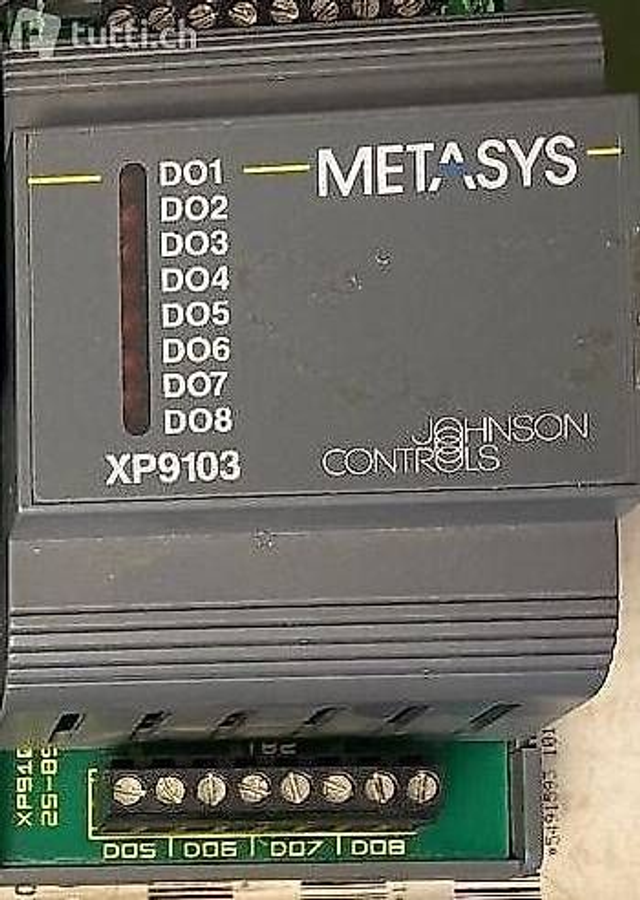 tutti.ch
DO1
METASYS
DO2
DO3
DO4
DO5
DO6
DO7
DO8
XP9103
JOHNSON
CONTROLS
DO5 DO6 DO7 DO8